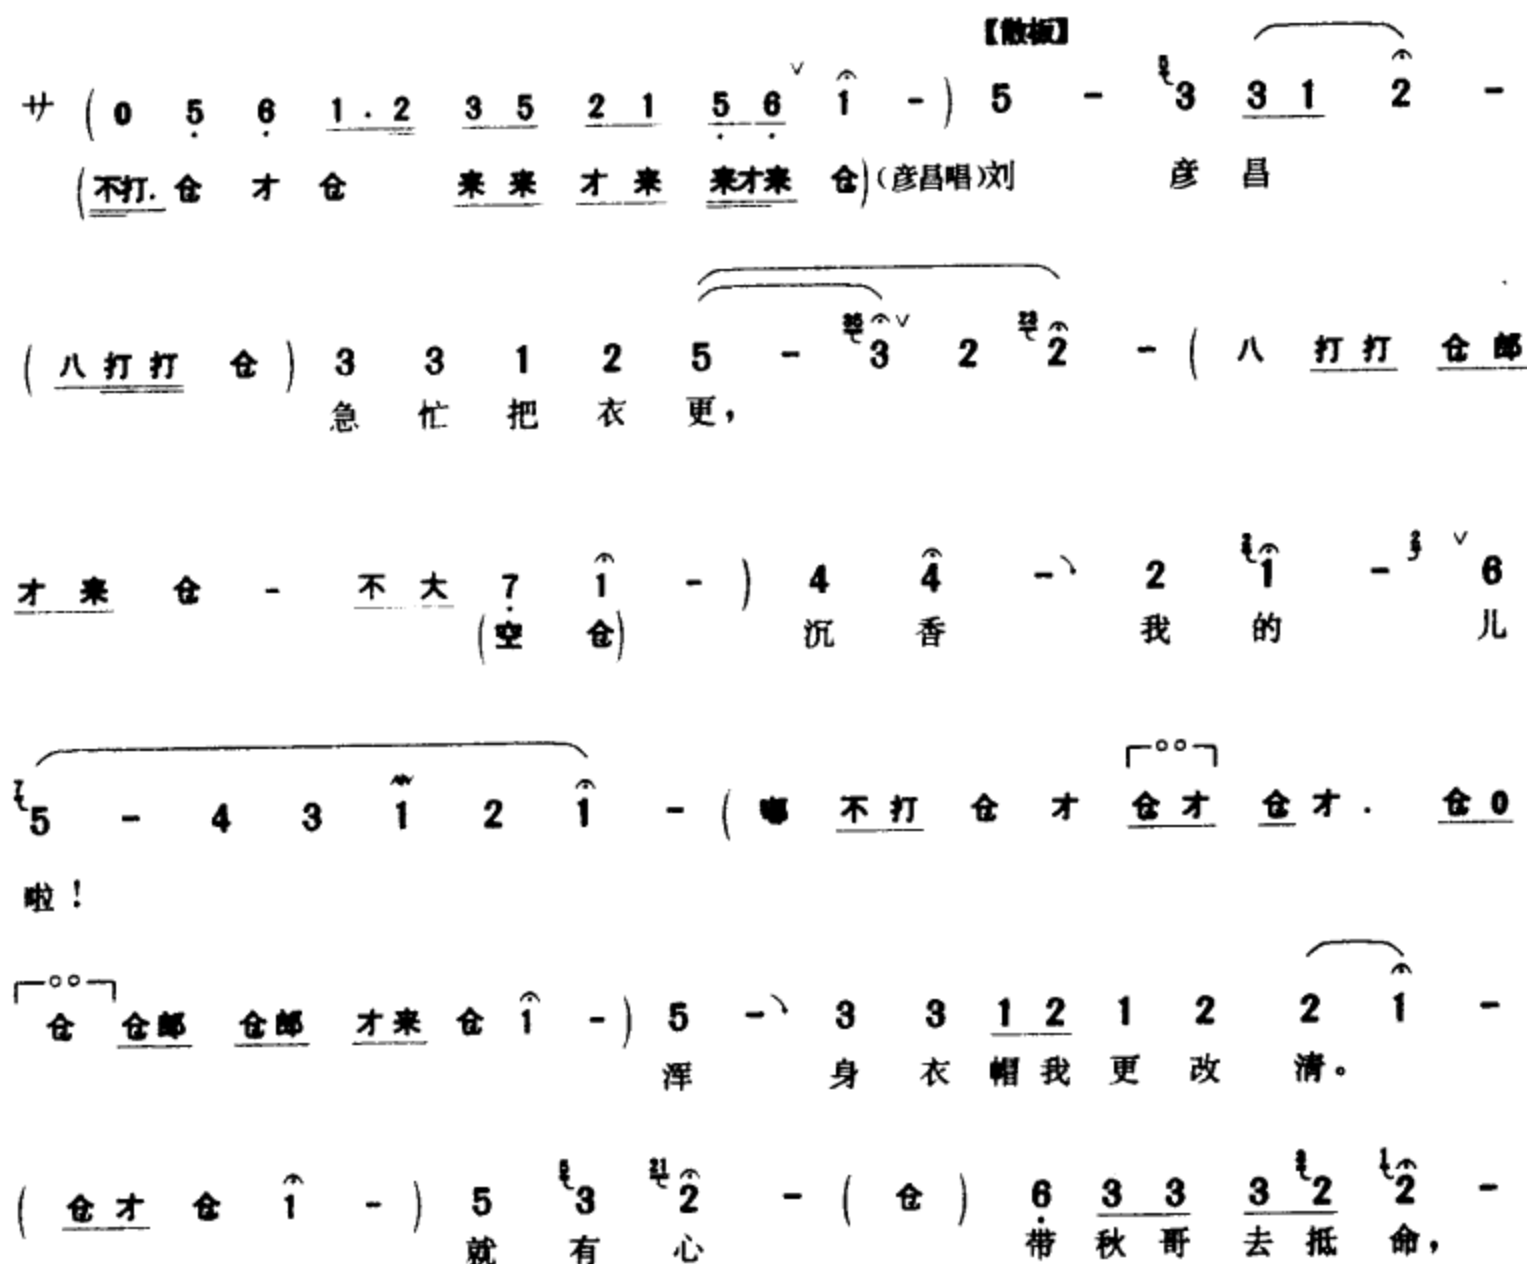 【散板】
サ ( 0 5 6 1 . 2 3 5 2 1 5 6 ∨ 1 - ) 5 - 5 3 3 1 2 -
(不打. 仓 才 仓 来来 才来 来才来 仓)(彦昌唱)刘 彦 昌
( 八打打 仓 ) 3 3 1 2 5 - 35 3 ∨ 2 23 2 - ( 八 打打 仓郎
急 忙 把 衣 更,
才来 仓 - 不大 7 1 - ) 4 4 - 2 1 - ∨ 6
(空 仓) 沉 香 我 的 儿
7 5 - 4 3 1 2 1 - ( 不打 仓 才 仓才 仓才 . 仓0
啦!
仓 仓郎 仓郎 才来 仓 1 - ) 5 - 3 3 1 2 1 2 2 1 -
浑 身 衣 帽我 更 改 清。
( 仓才 仓 1 - ) 5 5 3 21 2 - ( 仓 ) 6 3 3 3 2 1 2 -
就 有 心 带 秋 哥 去 抵 命,